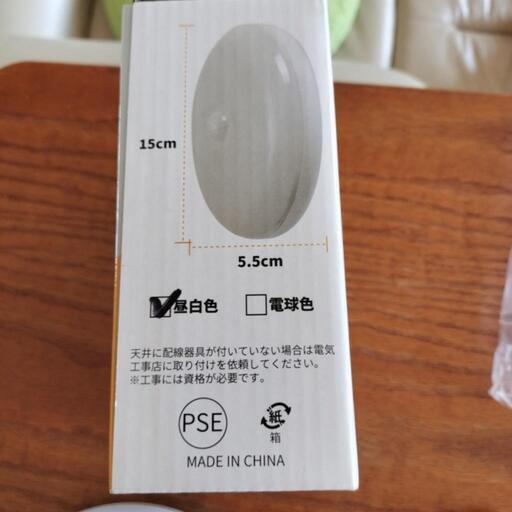 15cm
5.5cm
昼白色 電球色
天井に配線器具が付いていない場合は電気
工事店に取り付けを依頼してください。
※工事には資格が必要です。
PSE 紙
箱
MADE IN CHINA